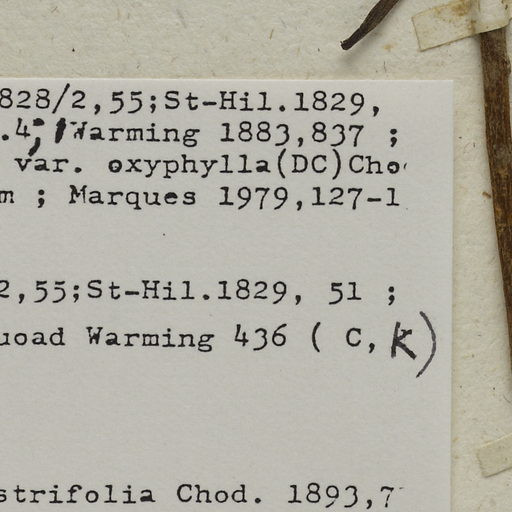 828/2,55;St-Hil.1829,
.4; Warming 1883,837 ;
var. oxyphylla(DC)Cho
m ; Marques 1979,127-1
2,55;St-Hil.1829, 51 ;
uoad Warming 436 ( C,K)
strifolia Chod. 1893,7